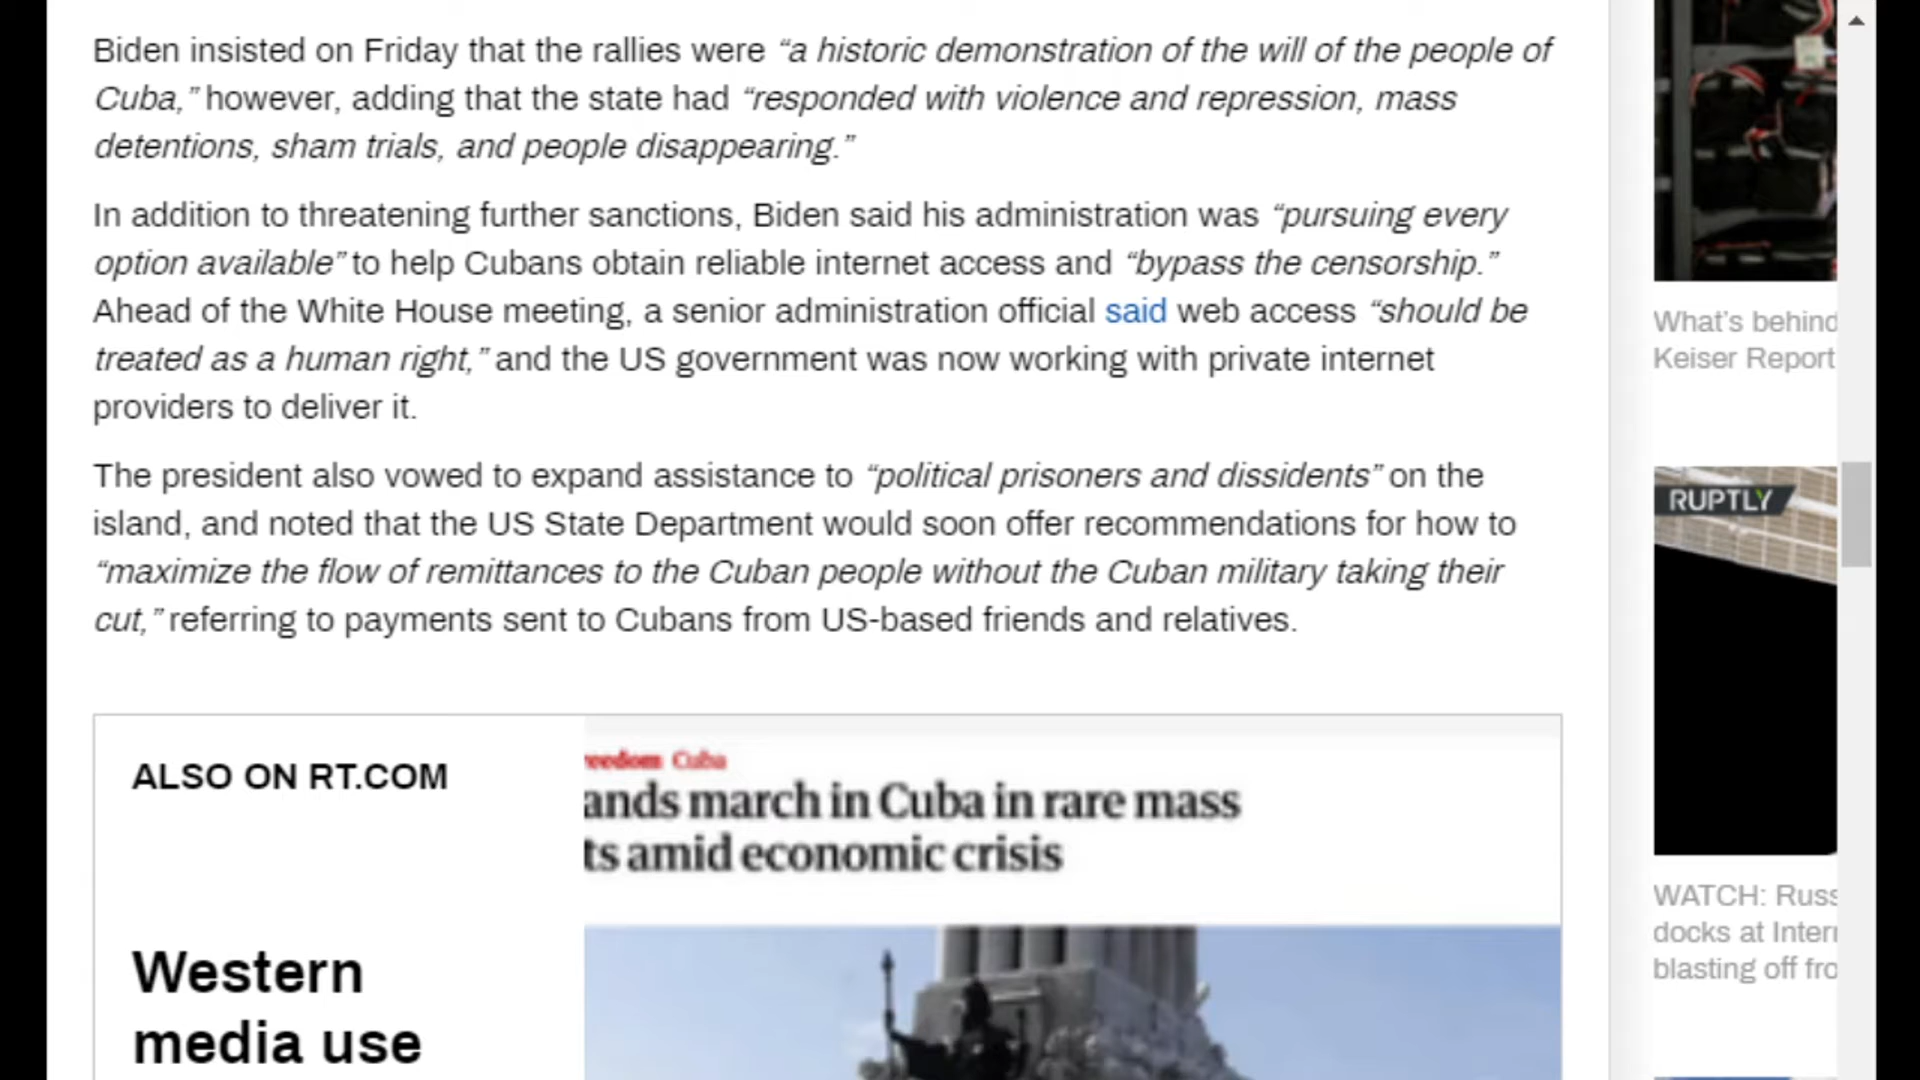 Biden insisted on Friday that the rallies were “a historic demonstration of the will of the people of
Cuba,” however, adding that the state had “responded with violence and repression, mass
detentions, sham trials, and people disappearing.”
In addition to threatening further sanctions, Biden said his administration was “pursuing every
option available” to help Cubans obtain reliable internet access and “bypass the censorship.”
Ahead of the White House meeting, a senior administration official said web access “should be
treated as a human right,” and the US government was now working with private internet
providers to deliver it.
The president also vowed to expand assistance to “political prisoners and dissidents” on the
island, and noted that the US State Department would soon offer recommendations for how to
“maximize the flow of remittances to the Cuban people without the Cuban military taking their
cut,” referring to payments sent to Cubans from US-based friends and relatives.
ALSO ON RT.COM
Western
media use
eedom Cuba
ands march in Cuba in rare mass
ts amid economic crisis
What’s behind
Keiser Report
RUPTLY
WATCH: Russ
docks at Inter
blasting off fro